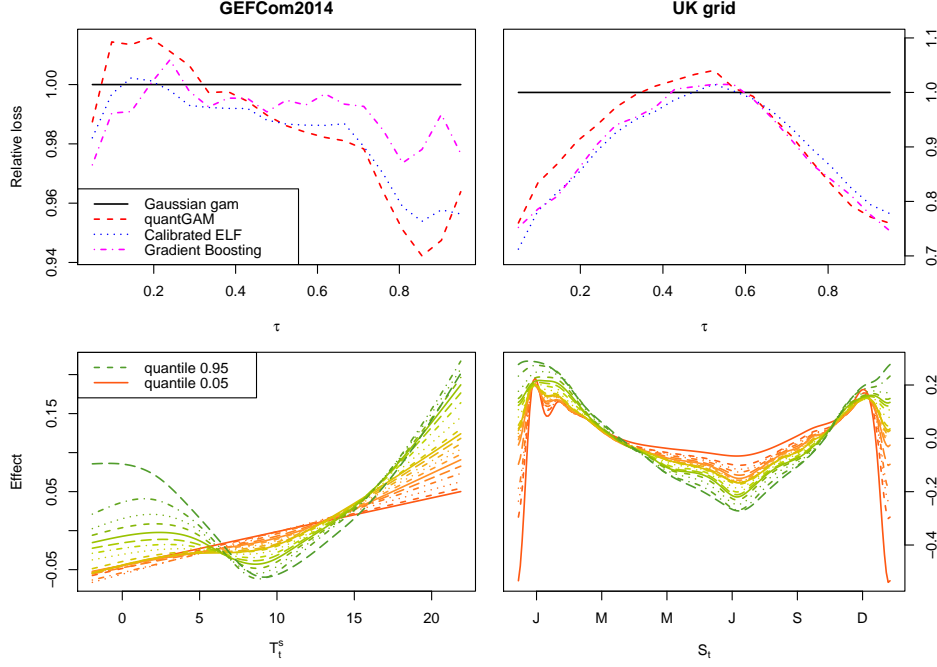 GEFCom2014
UK grid
Relative loss
1.00
0.98
0.96
0.94
Gaussian gam
quantGAM
Calibrated ELF
Gradient Boosting
1.1
1.0
0.9
0.8
0.7
0.2 0.4 0.6 0.8
0.2 0.4 0.6 0.8
τ
τ
Effect
0.15
0.05
−0.05
quantile 0.95
quantile 0.05
0.2
0.0
−0.2
−0.4
0 5 10 15 20
J M M J S D
T_t^s
S_t